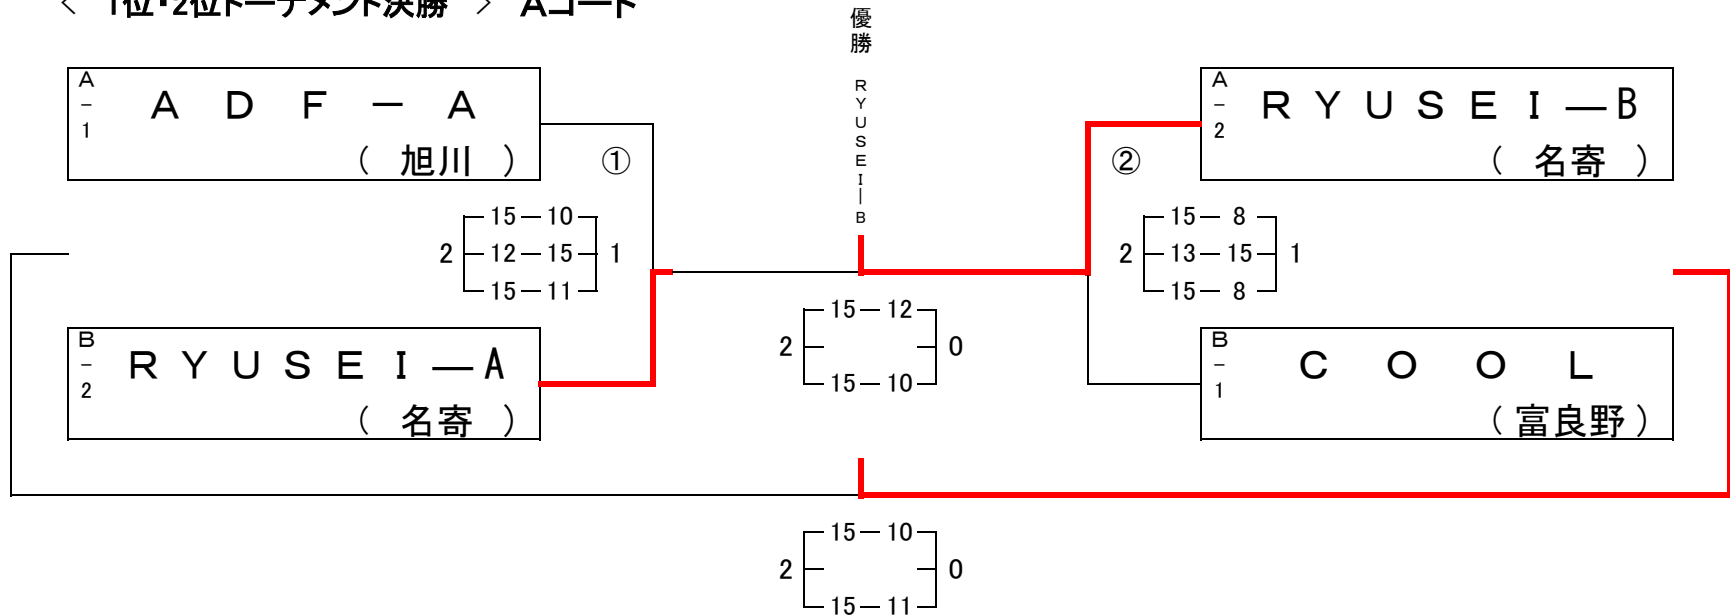 < 1位・2位トーナメント決勝 > Aコート
優勝 RYUSEI―B
A-1 ADF-A
(旭川)
①
A-2 RYUSEI―B
(名寄)
②
15―10
2 12―15 1
15―11
15― 8
2 13―15 1
15― 8
B-2 RYUSEI―A
(名寄)
15―12
2 0
15―10
B-1 COOL
(富良野)
15―10
2 0
15―11